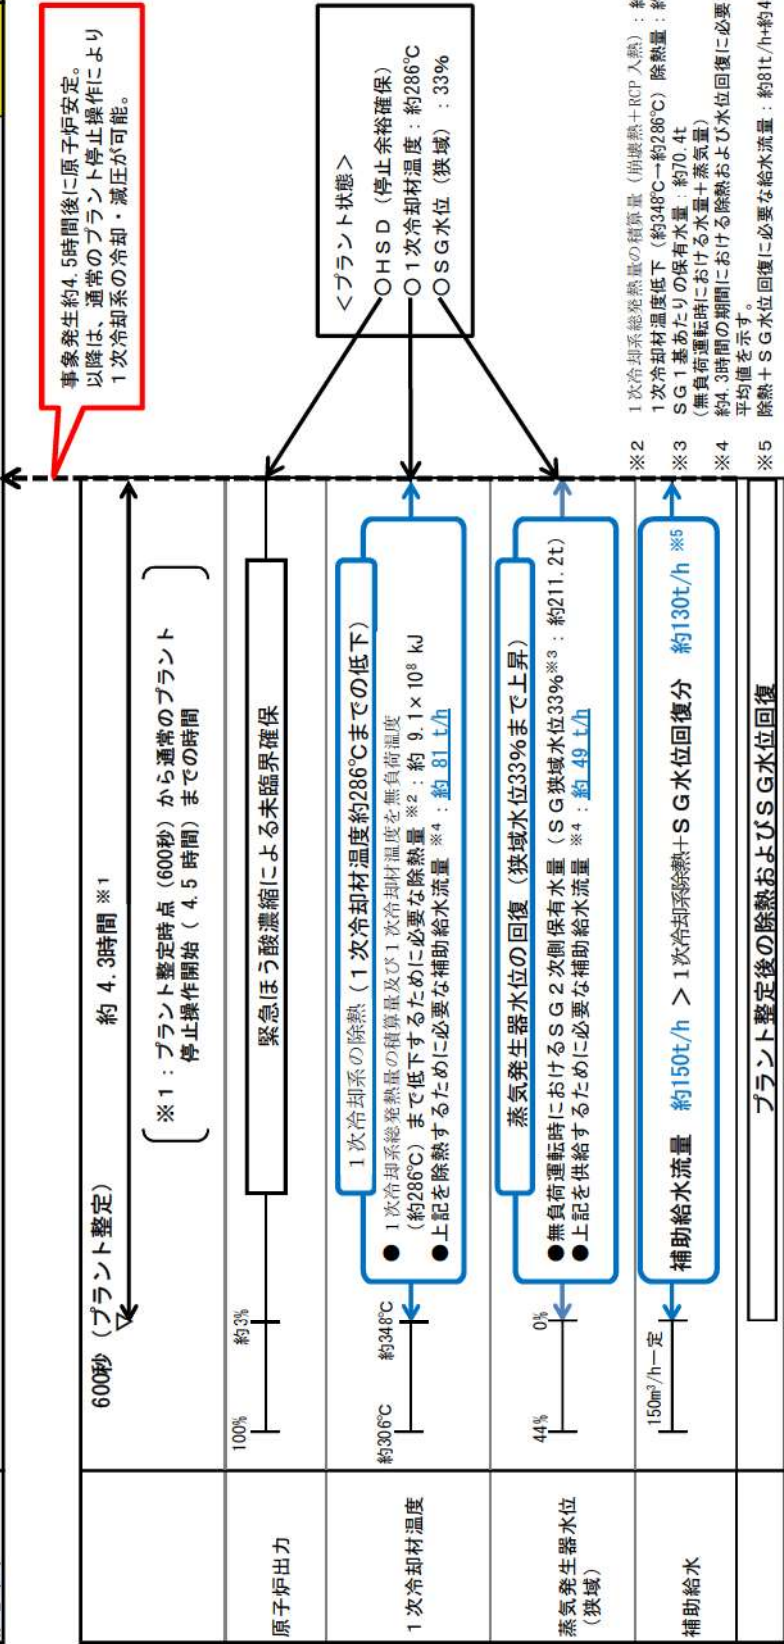 事象発生約4.5時間後に原子炉安定。
以降は、通常のプラント停止操作により
1次冷却系の冷却・減圧が可能。
600秒（プラント整定）
約 4.3時間 ※1
※1：プラント整定時点（600秒）から通常のプラント
停止操作開始（4.5 時間）までの時間
<プラント状態>
○HSD（停止余裕確保）
○1次冷却材温度：約286℃
○SG水位（狭域）：33%
原子炉出力
100%
約3%
緊急ほう酸濃縮による未臨界確保
1次冷却材温度
約306℃
約348℃
1次冷却系の除熱（1次冷却材温度約286℃までの低下）
● 1次冷却系総発熱量の積算量及び1次冷却材温度を無負荷温度
（約286℃）まで低下するために必要な除熱量 ※2：約 9.1×10⁸ kJ
●上記を除熱するために必要な補助給水流量 ※4：約 81 t/h
蒸気発生器水位
（狭域）
44%
0%
蒸気発生器水位の回復（狭域水位33%まで上昇）
●無負荷運転時におけるSG2次側保有水量（SG狭域水位33%※3：約211.2t）
●上記を供給するために必要な補助給水流量 ※4：約 49 t/h
補助給水
150m³/h一定
補助給水流量 約150t/h ＞ 1次冷却系除熱+SG水位回復分 約130t/h ※5
プラント整定後の除熱およびSG水位回復
※2 1次冷却系総発熱量の積算量（崩壊熱＋RCP 入熱）：
1次冷却材温度低下（約348℃→約286℃）除熱量：
※3 SG1基あたりの保有水量：約70.4t
（無負荷運転時における水量＋蒸気量）
※4 約4.3時間の期間における除熱および水位回復に必要
平均値を示す。
※5 除熱＋SG水位回復に必要な給水流量：約81t/h+約4